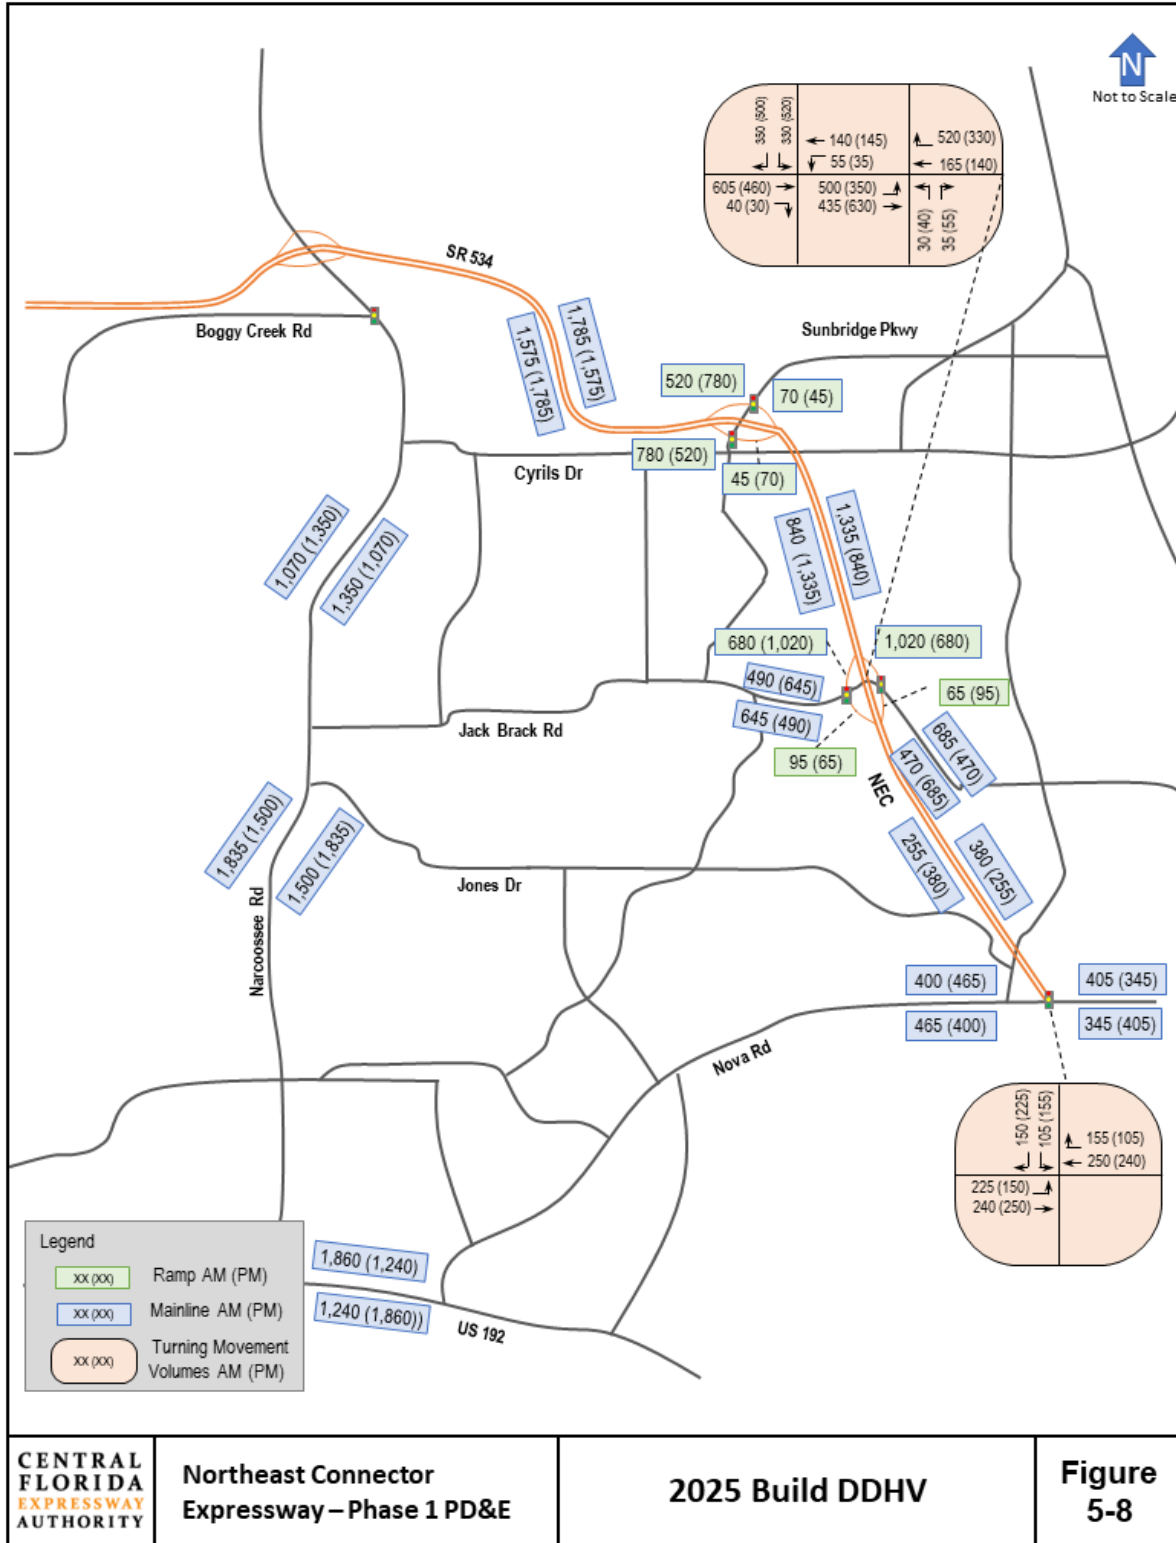 N
Not to Scale
350 (500)
330 (520)
140 (145)
55 (35)
520 (330)
165 (140)
605 (460)
40 (30)
500 (350)
435 (630)
30 (40)
35 (55)
SR 534
Boggy Creek Rd
1,575 (1,785)
1,785 (1,575)
Sunbridge Pkwy
520 (780)
70 (45)
780 (520)
45 (70)
Cyrils Dr
1,070 (1,350)
1,350 (1,070)
840 (1,335)
1,335 (840)
680 (1,020)
1,020 (680)
490 (645)
65 (95)
645 (490)
Jack Brack Rd
95 (65)
NEC
470 (685)
685 (470)
1,835 (1,500)
1,500 (1,835)
255 (380)
380 (255)
Jones Dr
Narcoossee Rd
400 (465)
405 (345)
465 (400)
345 (405)
Nova Rd
150 (225)
105 (155)
155 (105)
250 (240)
225 (150)
240 (250)
Legend
XX (XX) Ramp AM (PM)
XX (XX) Mainline AM (PM)
XX (XX) Turning Movement
Volumes AM (PM)
1,860 (1,240)
1,240 (1,860))
US 192
CENTRAL
FLORIDA
EXPRESSWAY
AUTHORITY
Northeast Connector
Expressway – Phase 1 PD&E
2025 Build DDHV
Figure
5-8